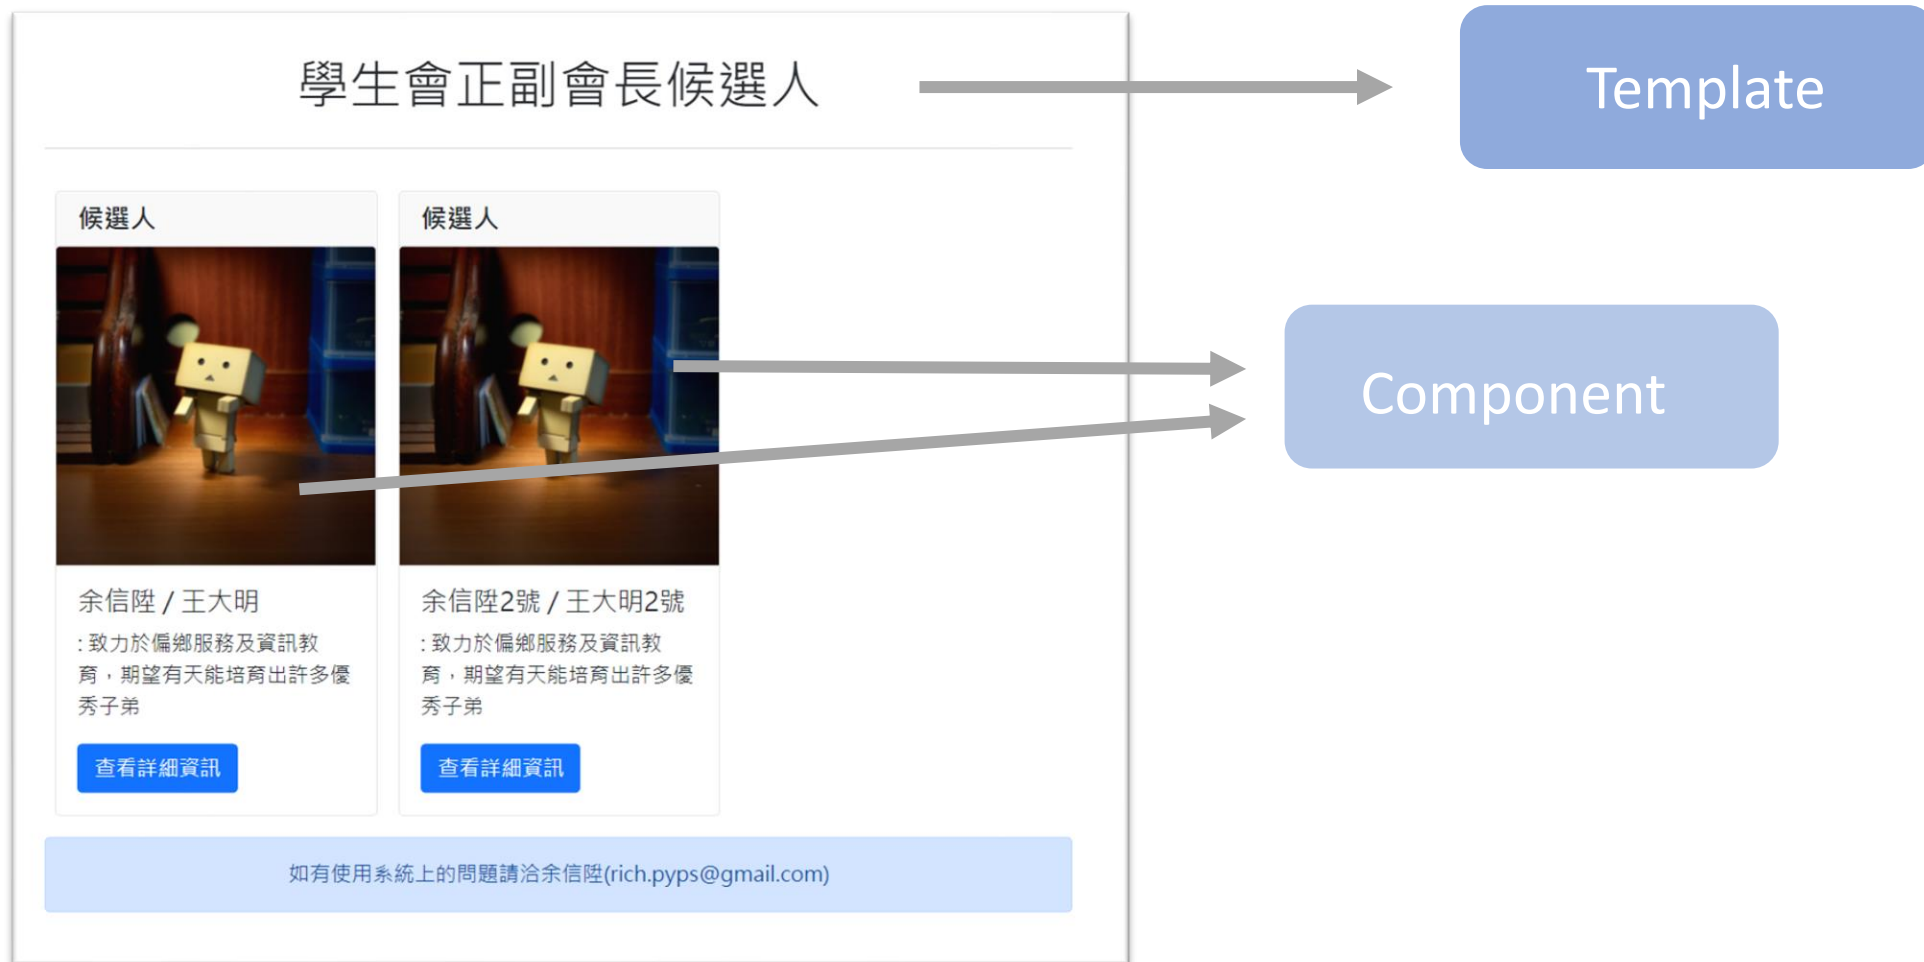 學生會正副會長候選人
Template
候選人
候選人
Component
余信陞 / 王大明
: 致力於偏鄉服務及資訊教
育，期望有天能培育出許多優
秀子弟
查看詳細資訊
余信陞2號 / 王大明2號
: 致力於偏鄉服務及資訊教
育，期望有天能培育出許多優
秀子弟
查看詳細資訊
如有使用系統上的問題請洽余信陞(rich.pyps@gmail.com)